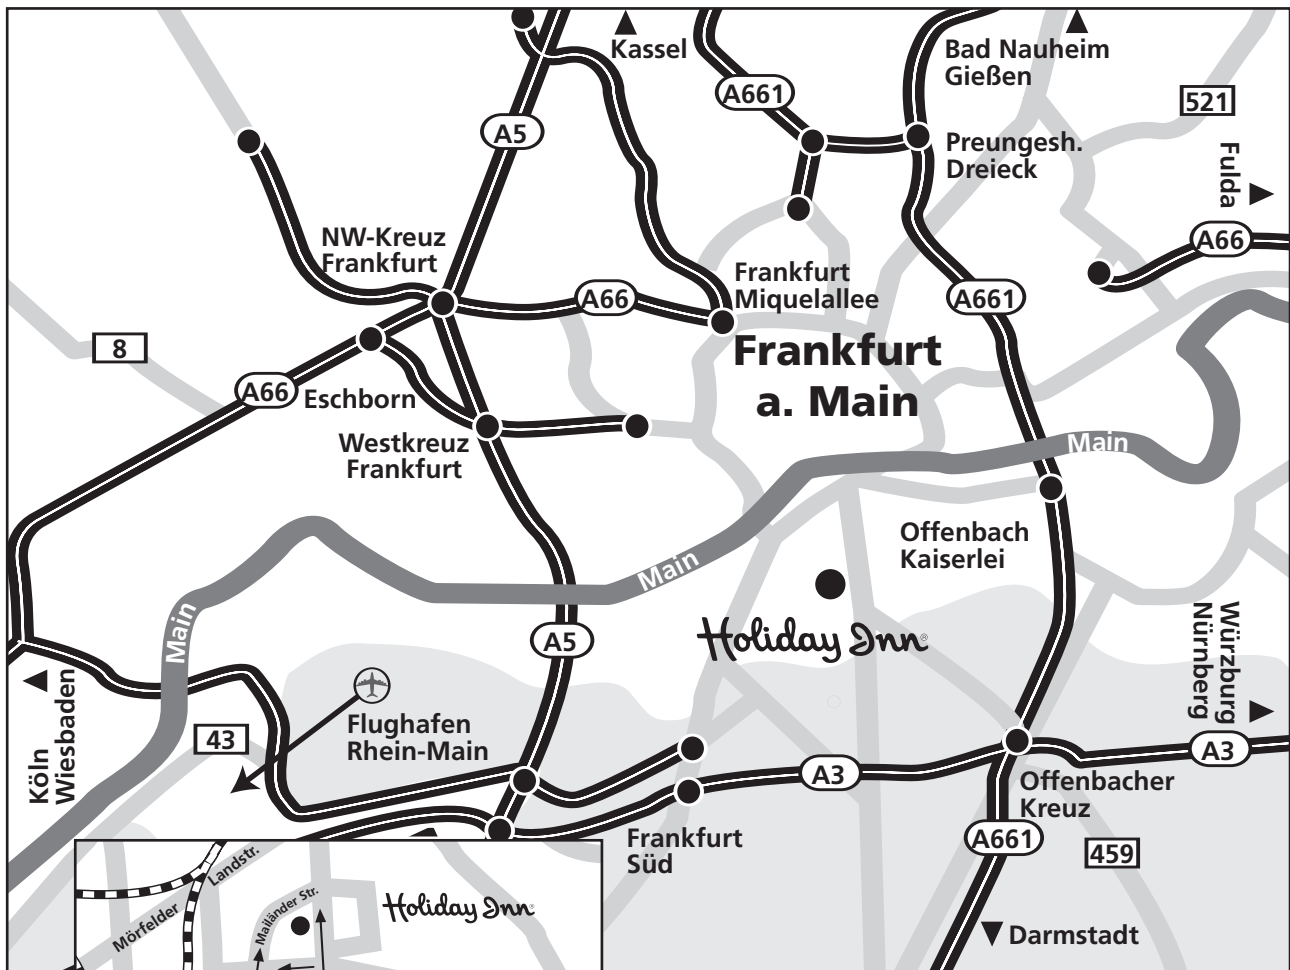 Kassel
Bad Nauheim
Gießen
A661
521
A5
Preungesh.
Dreieck
Fulda
NW-Kreuz
Frankfurt
A66
Frankfurt
Miquelallee
A66
A661
8
Frankfurt
a. Main
A66
Eschborn
Westkreuz
Frankfurt
Main
Offenbach
Kaiserlei
Main
Main
Holiday Inn®
A5
Würzburg
Nürnberg
Köln
Wiesbaden
43
Flughafen
Rhein-Main
A3
A3
Offenbacher
Kreuz
Frankfurt
Süd
A661
459
Mörfelder Landstr.
Mailänder Str.
Holiday Inn®
Darmstadt